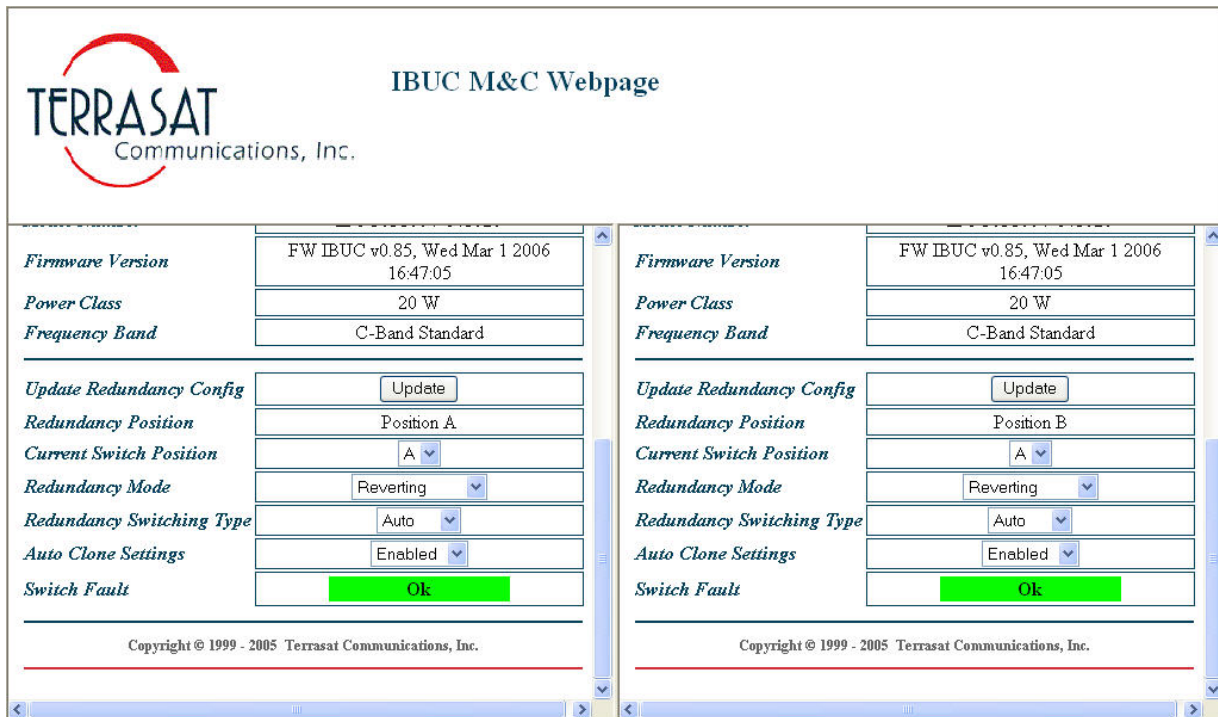 TERRASAT
Communications, Inc.
IBUC M&C Webpage
Firmware Version
FW IBUC v0.85, Wed Mar 1 2006
16:47:05
Power Class
20 W
Frequency Band
C-Band Standard
Update Redundancy Config
Update
Redundancy Position
Position A
Current Switch Position
A
Redundancy Mode
Reverting
Redundancy Switching Type
Auto
Auto Clone Settings
Enabled
Switch Fault
Ok
Copyright © 1999 - 2005 Terrasat Communications, Inc.
Firmware Version
FW IBUC v0.85, Wed Mar 1 2006
16:47:05
Power Class
20 W
Frequency Band
C-Band Standard
Update Redundancy Config
Update
Redundancy Position
Position B
Current Switch Position
A
Redundancy Mode
Reverting
Redundancy Switching Type
Auto
Auto Clone Settings
Enabled
Switch Fault
Ok
Copyright © 1999 - 2005 Terrasat Communications, Inc.